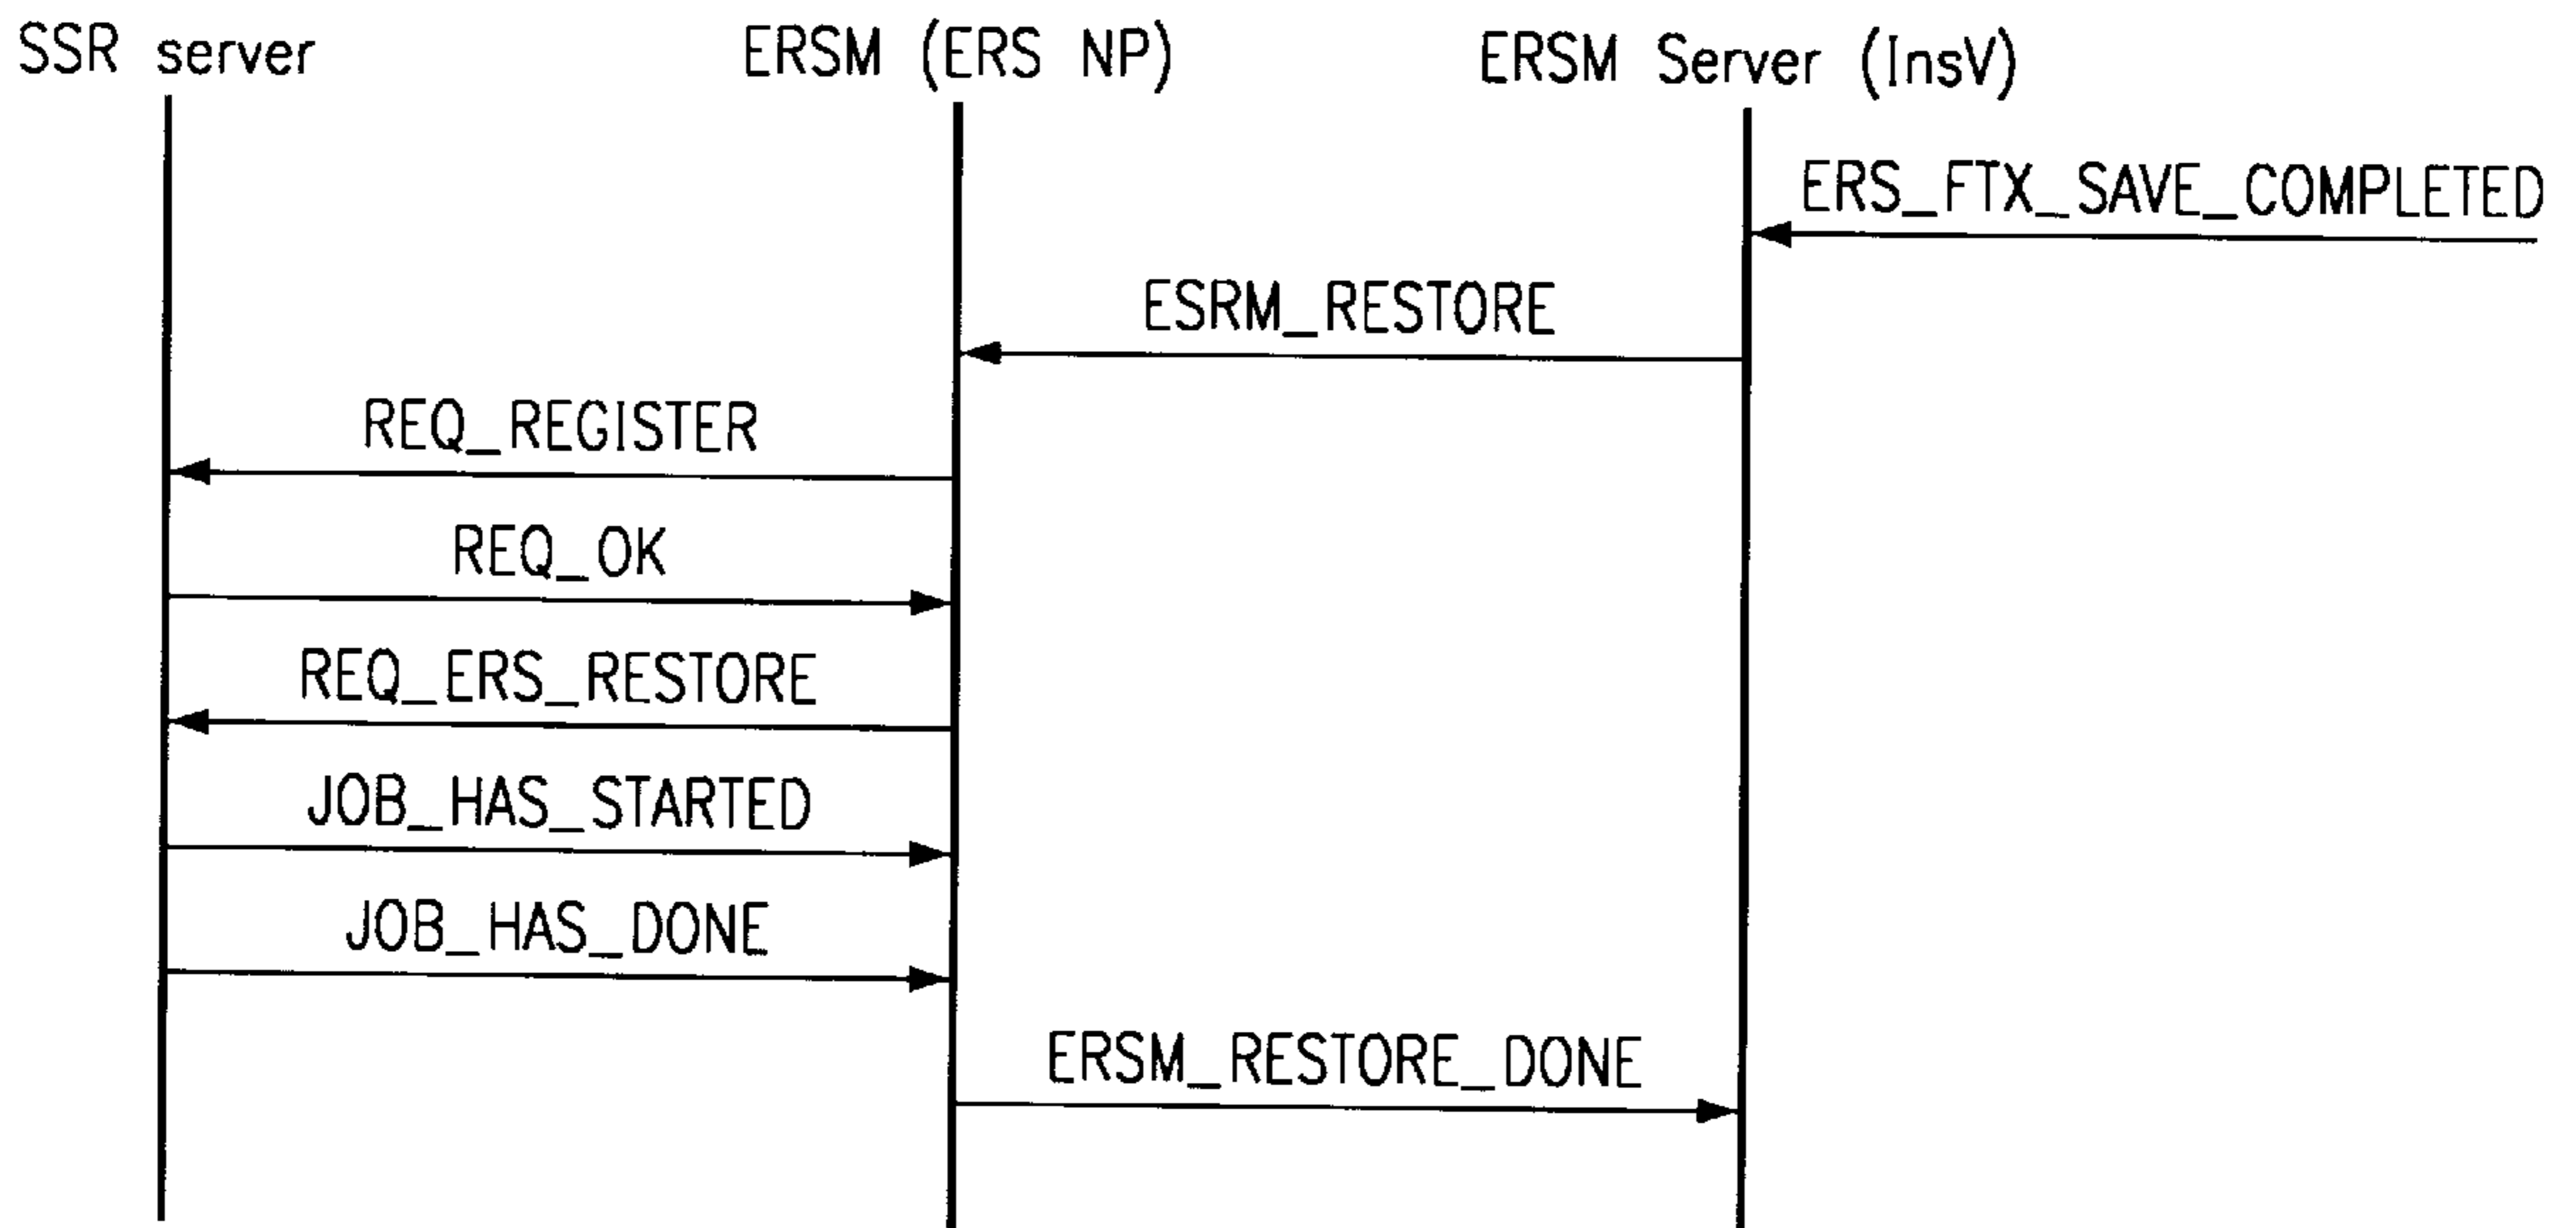 SSR server
ERSM (ERS NP)
ERSM Server (InsV)
ERS_FTX_SAVE_COMPLETED
ESRM_RESTORE
REQ_REGISTER
REQ_OK
REQ_ERS_RESTORE
JOB_HAS_STARTED
JOB_HAS_DONE
ERSM_RESTORE_DONE